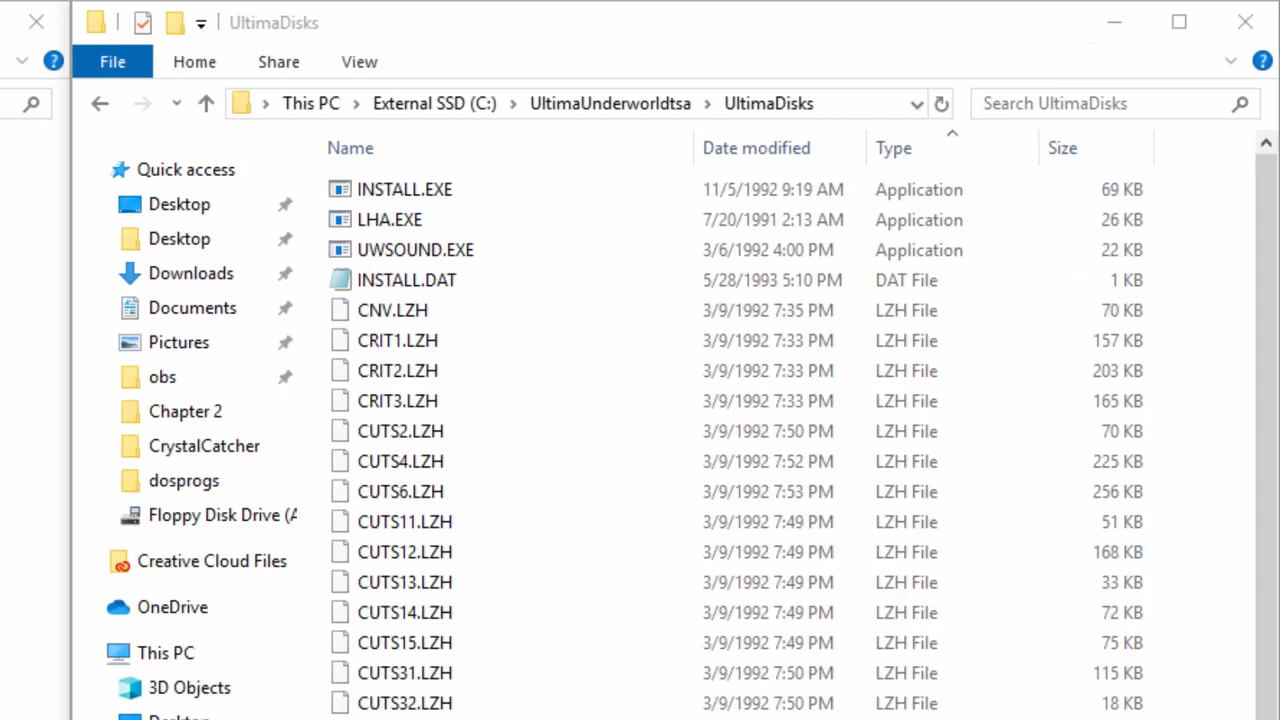 UltimaDisks
File Home Share View
This PC External SSD (C:) UltimaUnderworldtsa UltimaDisks Search UltimaDisks
Name Date modified Type Size
Quick access
Desktop
Desktop
Downloads
Documents
Pictures
obs
Chapter 2
CrystalCatcher
dosprogs
Floppy Disk Drive (A
Creative Cloud Files
OneDrive
This PC
3D Objects
Desktop
INSTALL.EXE 11/5/1992 9:19 AM Application 69 KB
LHA.EXE 7/20/1991 2:13 AM Application 26 KB
UWSOUND.EXE 3/6/1992 4:00 PM Application 22 KB
INSTALL.DAT 5/28/1993 5:10 PM DAT File 1 KB
CNV.LZH 3/9/1992 7:35 PM LZH File 70 KB
CRIT1.LZH 3/9/1992 7:33 PM LZH File 157 KB
CRIT2.LZH 3/9/1992 7:33 PM LZH File 203 KB
CRIT3.LZH 3/9/1992 7:33 PM LZH File 165 KB
CUTS2.LZH 3/9/1992 7:50 PM LZH File 70 KB
CUTS4.LZH 3/9/1992 7:52 PM LZH File 225 KB
CUTS6.LZH 3/9/1992 7:53 PM LZH File 256 KB
CUTS11.LZH 3/9/1992 7:49 PM LZH File 51 KB
CUTS12.LZH 3/9/1992 7:49 PM LZH File 168 KB
CUTS13.LZH 3/9/1992 7:49 PM LZH File 33 KB
CUTS14.LZH 3/9/1992 7:49 PM LZH File 72 KB
CUTS15.LZH 3/9/1992 7:49 PM LZH File 75 KB
CUTS31.LZH 3/9/1992 7:50 PM LZH File 115 KB
CUTS32.LZH 3/9/1992 7:50 PM LZH File 18 KB